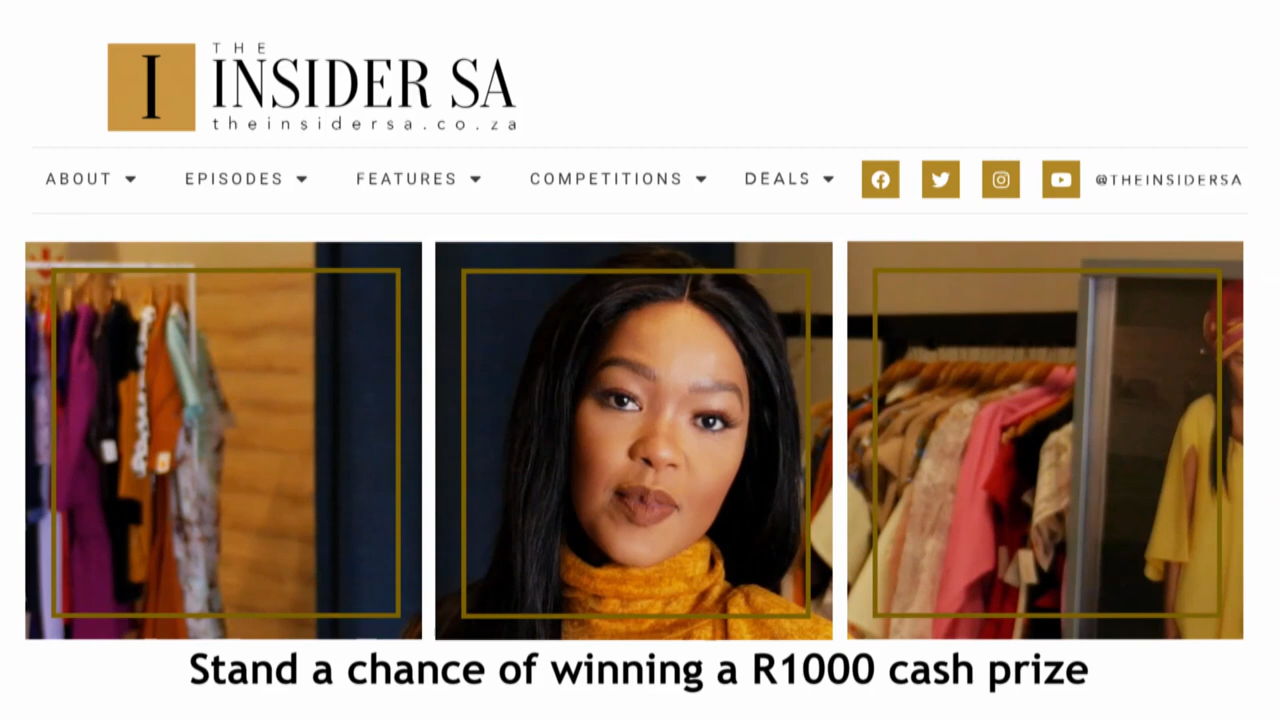 I
THE
INSIDER SA
theinsidersa.co.za
ABOUT EPISODES FEATURES COMPETITIONS DEALS @THEINSIDERSA
Stand a chance of winning a R1000 cash prize